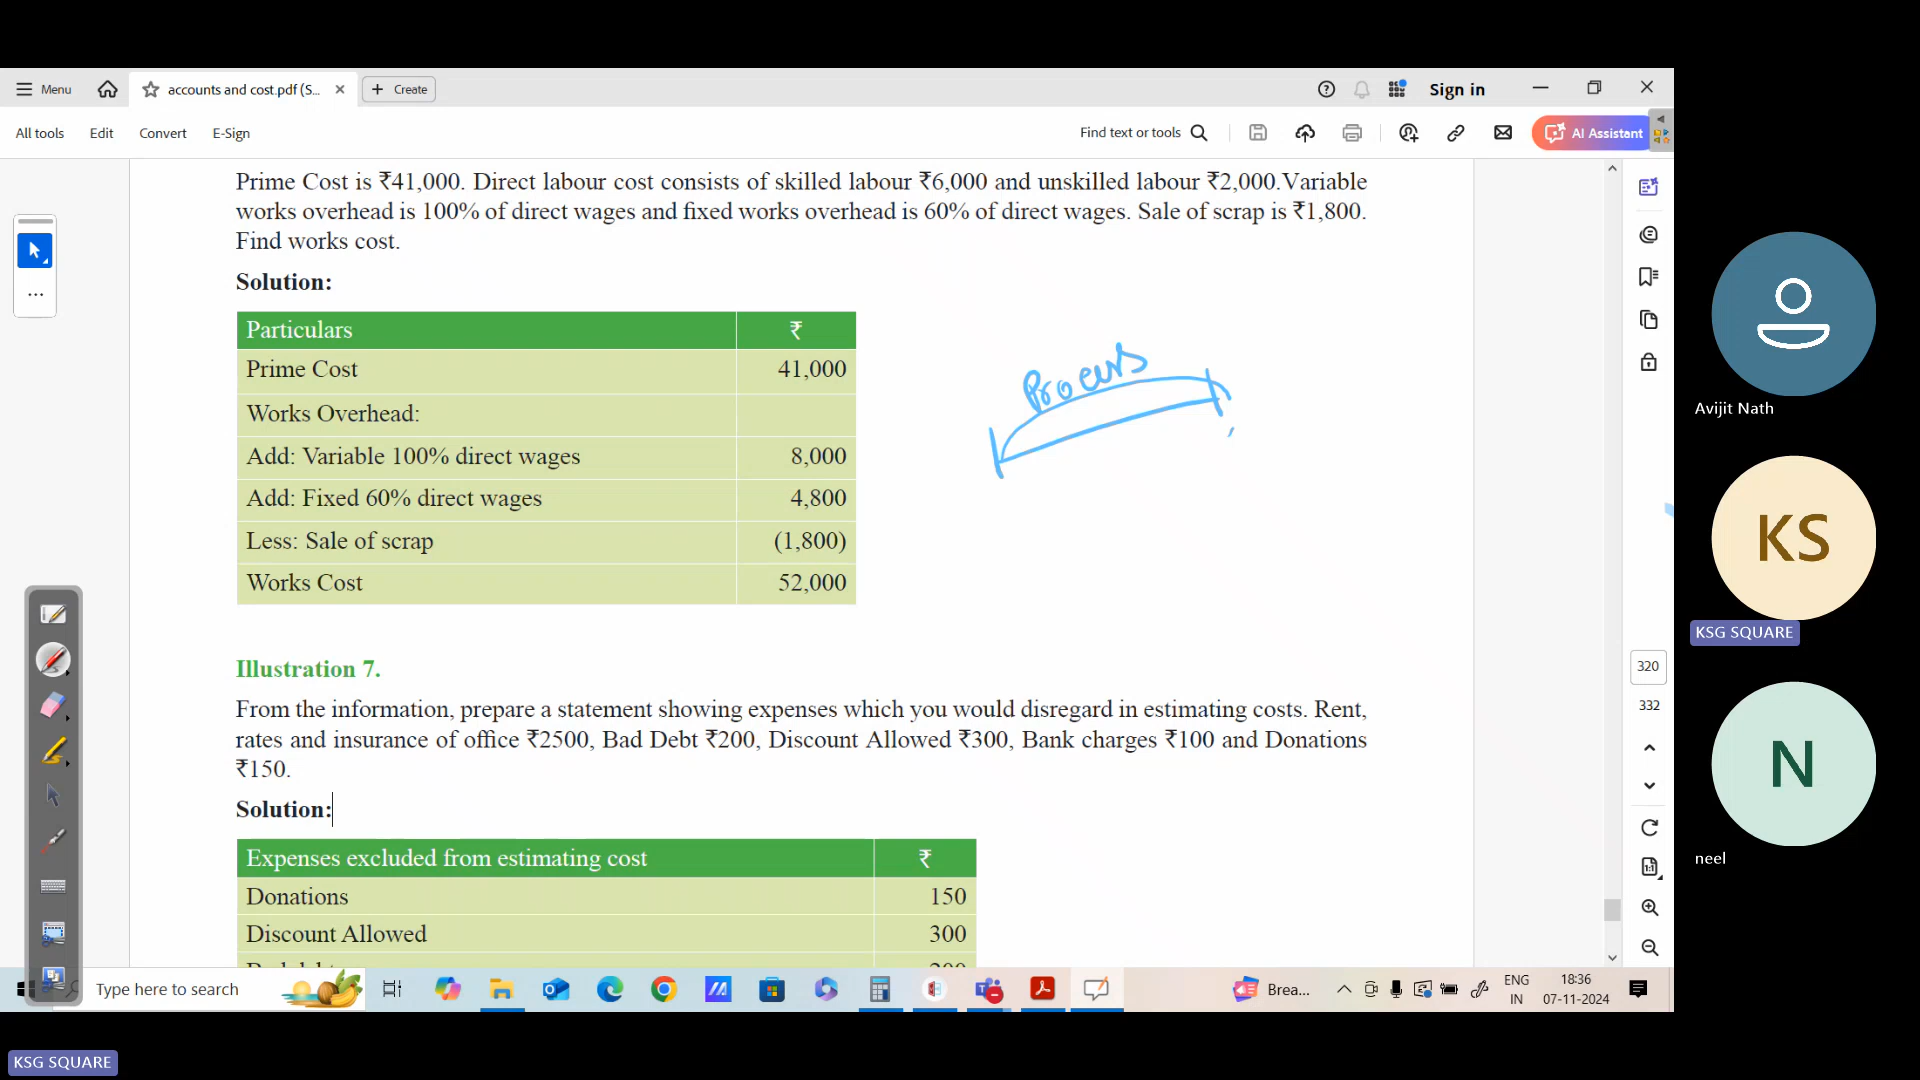 Menu
accounts and cost.pdf (S...
Create
Sign in
All tools
Edit
Convert
E-Sign
Find text or tools
AI Assistant
Prime Cost is ₹41,000. Direct labour cost consists of skilled labour ₹6,000 and unskilled labour ₹2,000.Variable
works overhead is 100% of direct wages and fixed works overhead is 60% of direct wages. Sale of scrap is ₹1,800.
Find works cost.
Solution:
Particulars ₹
Prime Cost 41,000
Works Overhead:
Add: Variable 100% direct wages 8,000
Add: Fixed 60% direct wages 4,800
Less: Sale of scrap (1,800)
Works Cost 52,000
Illustration 7.
From the information, prepare a statement showing expenses which you would disregard in estimating costs. Rent,
rates and insurance of office ₹2500, Bad Debt ₹200, Discount Allowed ₹300, Bank charges ₹100 and Donations
₹150.
Solution:
Expenses excluded from estimating cost ₹
Donations 150
Discount Allowed 300
320
332
1:1
Avijit Nath
KS
KSG SQUARE
N
neel
Type here to search
Brea...
ENG
IN
18:36
07-11-2024
KSG SQUARE